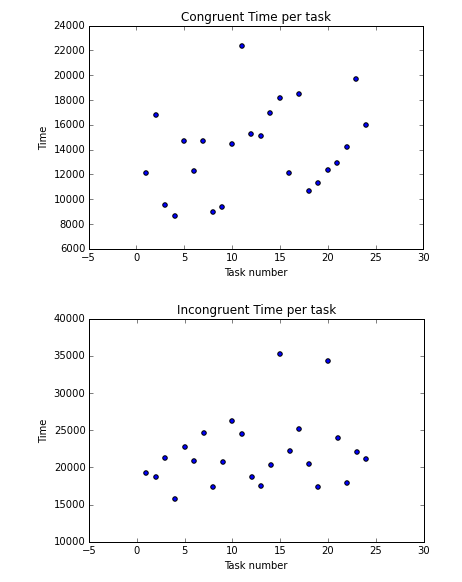 Congruent Time per task
24000
22000
20000
18000
16000
14000
12000
10000
8000
6000
Time
−5 0 5 10 15 20 25 30
Task number
Incongruent Time per task
40000
35000
30000
25000
20000
15000
10000
Time
−5 0 5 10 15 20 25 30
Task number